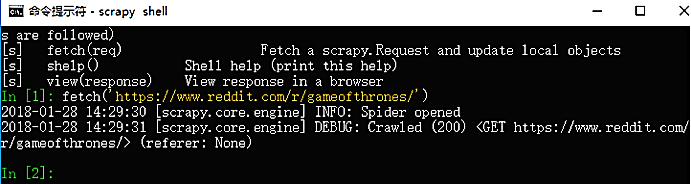 命令提示符 - scrapy shell
s are followed)
[s]   fetch(req)                  Fetch a scrapy.Request and update local objects
[s]   shelp()           Shell help (print this help)
[s]   view(response)    View response in a browser
In [1]: fetch('https://www.reddit.com/r/gameofthrones/')
2018-01-28 14:29:30 [scrapy.core.engine] INFO: Spider opened
2018-01-28 14:29:31 [scrapy.core.engine] DEBUG: Crawled (200) <GET https://www.reddit.com/
r/gameofthrones/> (referer: None)
In [2]: